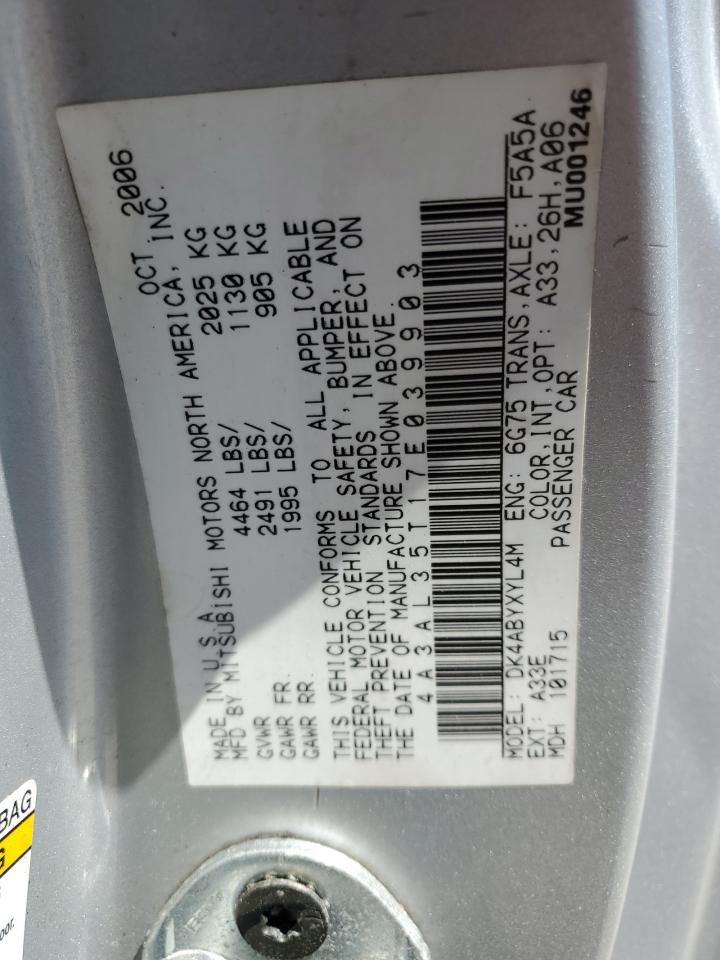 OCT 2006
MADE IN U S A
MFD BY MITSUBISHI MOTORS NORTH AMERICA, INC.
GVWR 4464 LBS/ 2025 KG
GAWR FR. 2491 LBS/ 1130 KG
GAWR RR. 1995 LBS/ 905 KG
THIS VEHICLE CONFORMS TO ALL APPLICABLE
FEDERAL MOTOR VEHICLE SAFETY, BUMPER, AND
THEFT PREVENTION STANDARDS IN EFFECT ON
THE DATE OF MANUFACTURE SHOWN ABOVE.
4A3AL35T17E039903
MODEL: DK4ABYXYL4M ENG: 6G75 TRANS,AXLE: F5A5A
EXT: A33E COLOR,INT,OPT: A33,26H,A06
MDH 101715 PASSENGER CAR MU001246
BAG